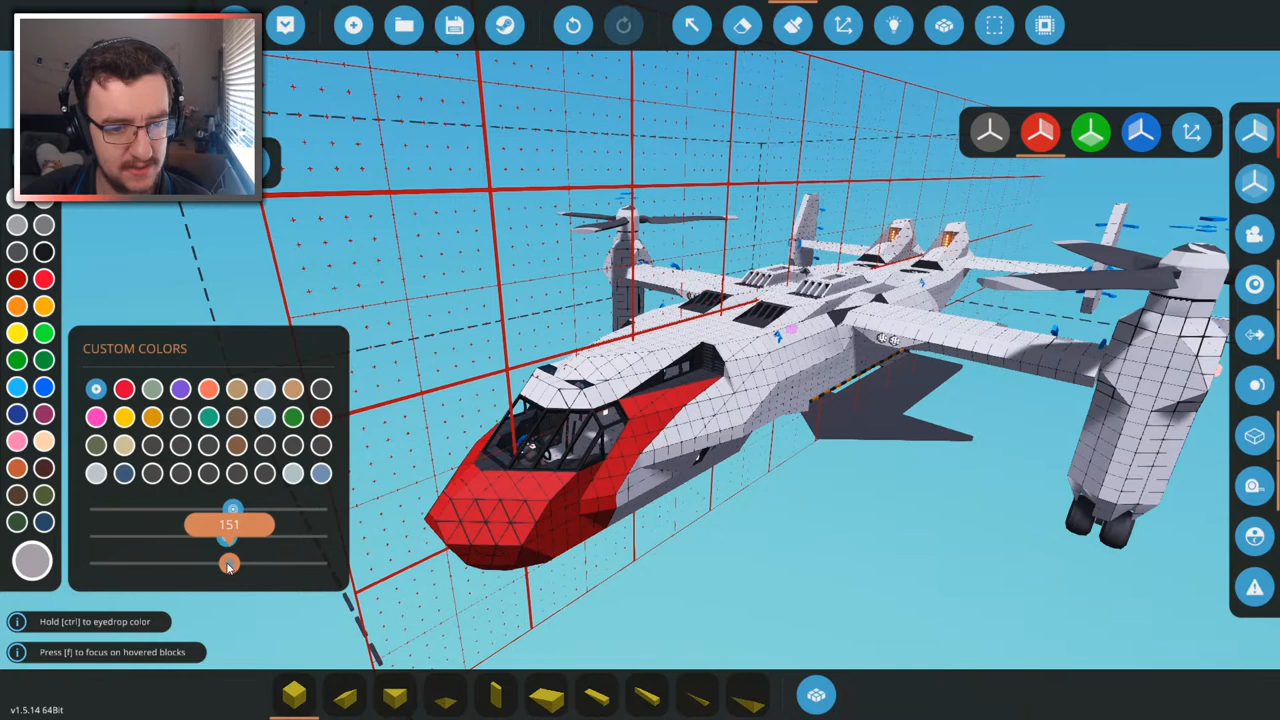 CUSTOM COLORS
151
Hold [ctrl] to eyedrop color
Press [f] to focus on hovered blocks
v1.5.14 64Bit